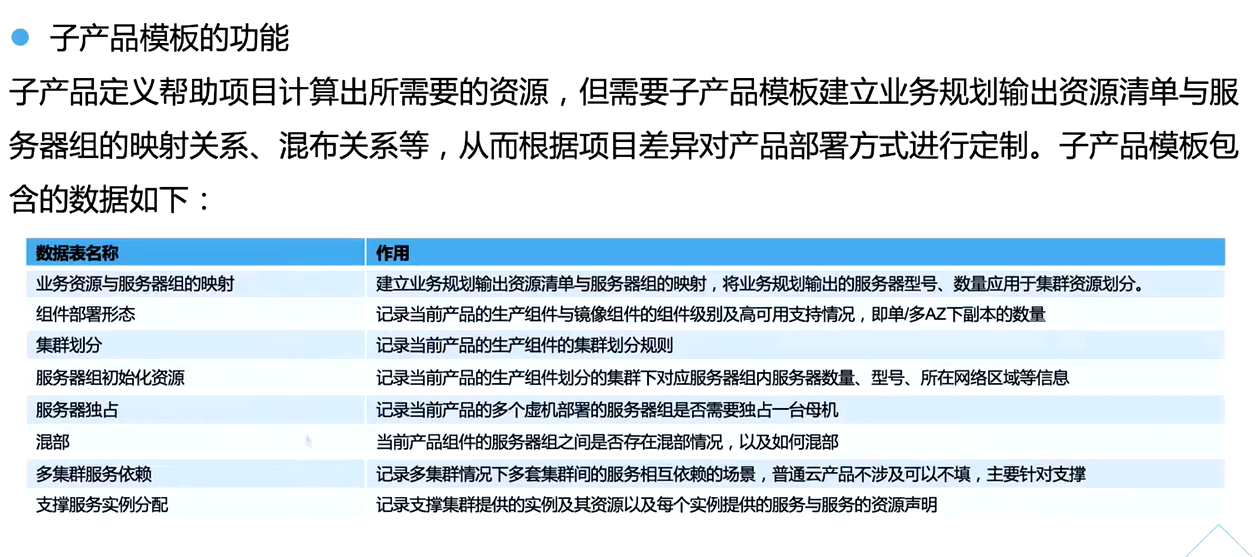 子产品模板的功能
子产品定义帮助项目计算出所需要的资源，但需要子产品模板建立业务规划输出资源清单与服
务器组的映射关系、混布关系等，从而根据项目差异对产品部署方式进行定制。子产品模板包
含的数据如下：
数据表名称 作用
业务资源与服务器组的映射 建立业务规划输出资源清单与服务器组的映射，将业务规划输出的服务器型号、数量应用于集群资源划分。
组件部署形态 记录当前产品的生产组件与镜像组件的组件级别及高可用支持情况，即单/多AZ下副本的数量
集群划分 记录当前产品的生产组件的集群划分规则
服务器组初始化资源 记录当前产品的生产组件划分的集群下对应服务器组内服务器数量、型号、所在网络区域等信息
服务器独占 记录当前产品的多个虚机部署的服务器组是否需要独占一台母机
混部 当前产品组件的服务器组之间是否存在混部情况，以及如何混部
多集群服务依赖 记录多集群情况下多套集群间的服务相互依赖的场景，普通云产品不涉及可以不填，主要针对支撑
支撑服务实例分配 记录支撑集群提供的实例及其资源以及每个实例提供的服务与服务的资源声明